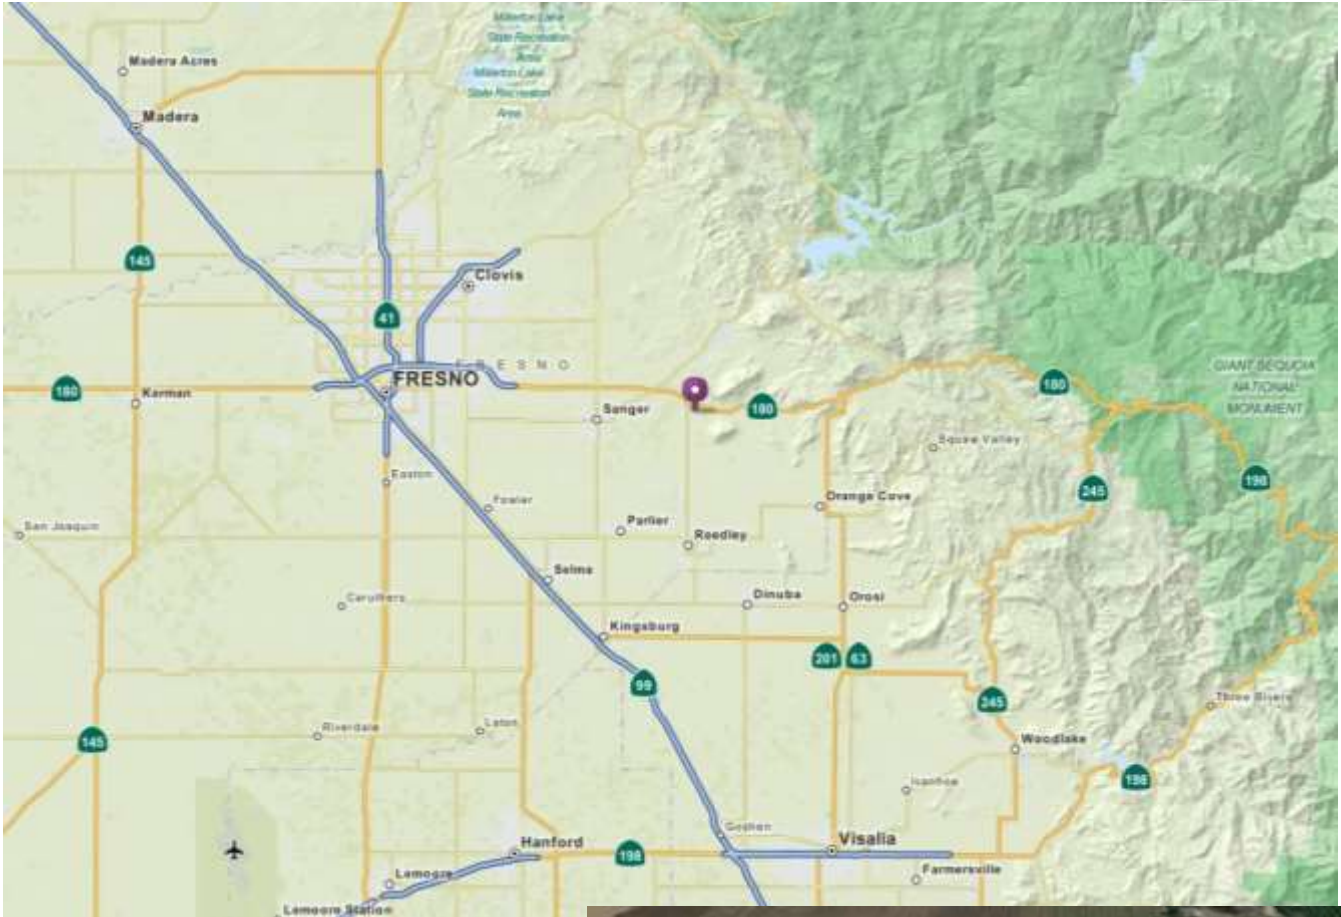 Millerton Lake
State Recreation
Area
Millerton Lake
State Recreation
Area
Madera Acres
Madera
145
Clovis
41
FRESNO
FRESNO
180
Kerman
Sanger
180
180
GIANT SEQUOIA
NATIONAL
MONUMENT
Squaw Valley
198
245
Easton
Fowler
Orange Cove
San Joaquin
Parlier
Reedley
Selma
Caruthers
Dinuba
Orosi
Kingsburg
201
63
99
245
Three Rivers
145
Riverdale
Laton
Woodlake
198
Ivanhoe
Goshen
Hanford
198
Visalia
Lemoore
Farmersville
Lemoore Station